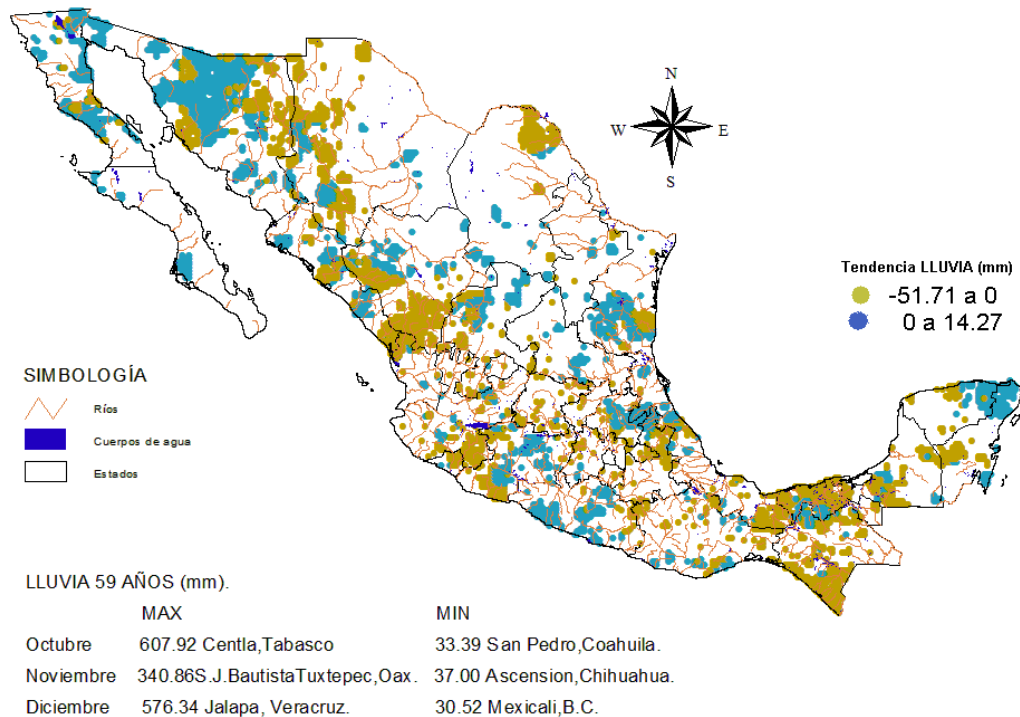 N
W
E
S
Tendencia LLUVIA (mm)
-51.71 a 0
0 a 14.27
SIMBOLOGÍA
Ríos
Cuerpos de agua
Estados
LLUVIA 59 AÑOS (mm).
MAX MIN
Octubre 607.92 Centla,Tabasco 33.39 San Pedro,Coahuila.
Noviembre 340.86S.J.BautistaTuxtepec,Oax. 37.00 Ascension,Chihuahua.
Diciembre 576.34 Jalapa, Veracruz. 30.52 Mexicali,B.C.